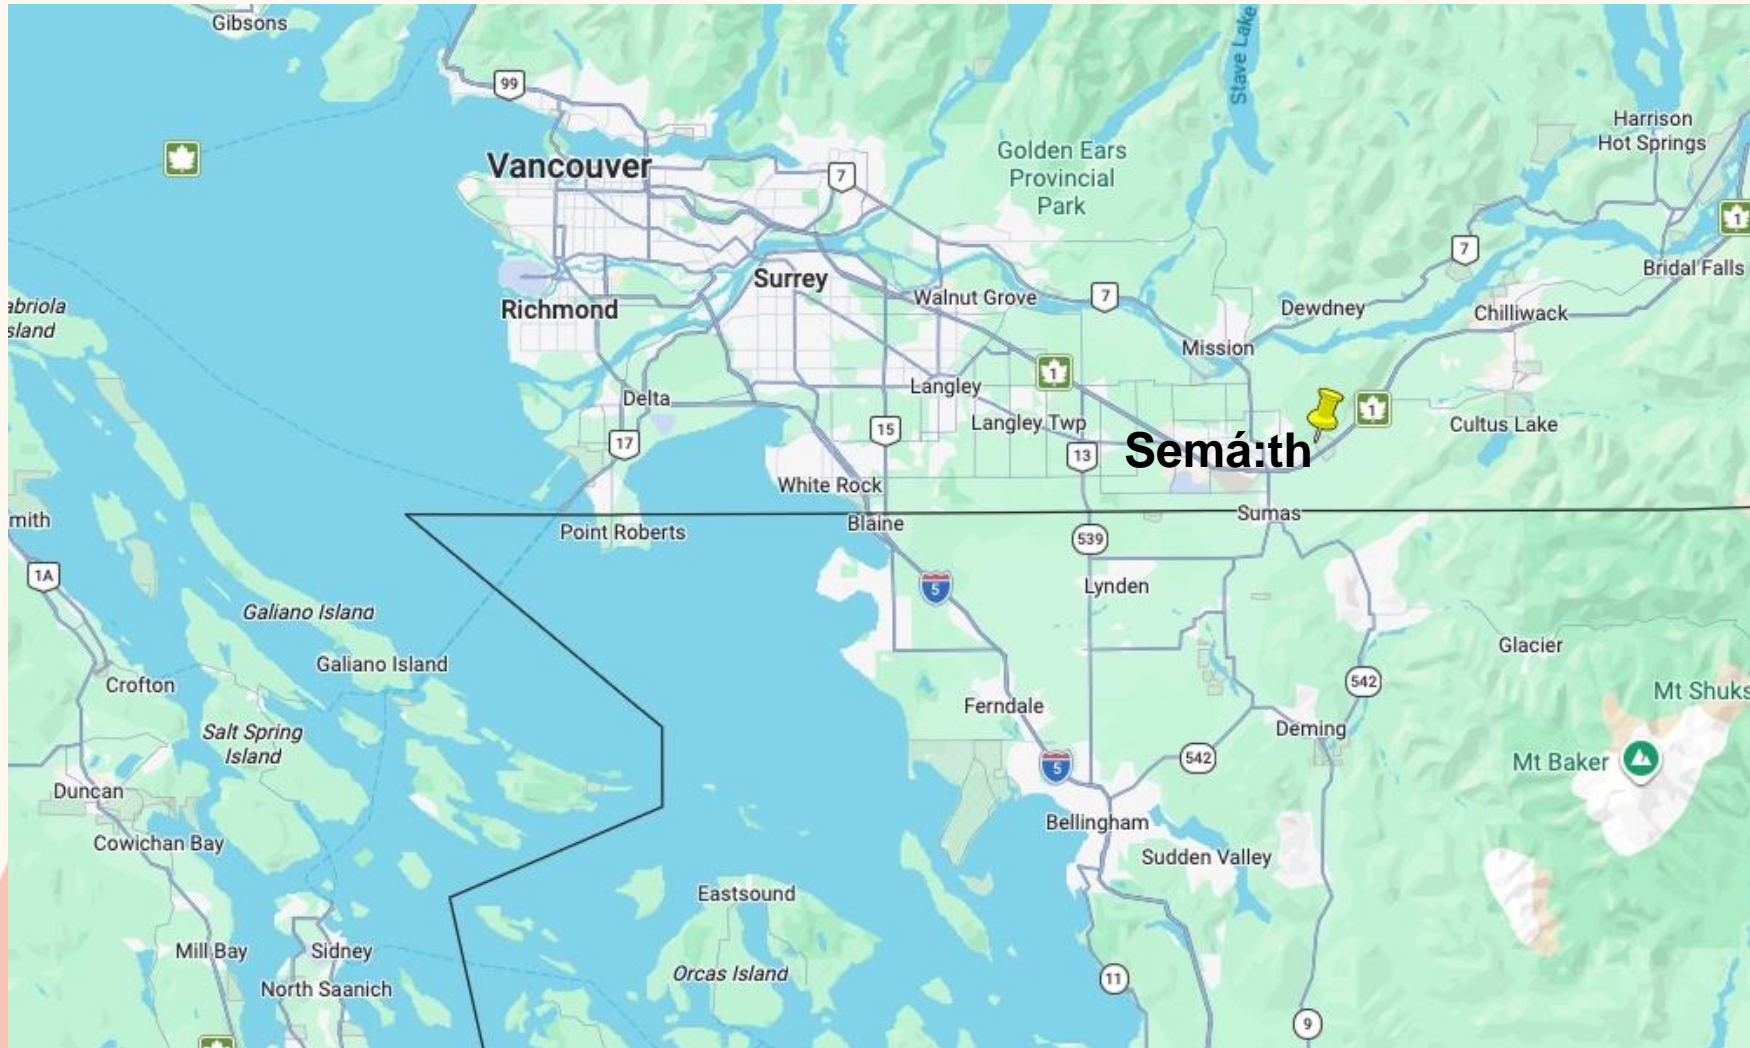 Gibsons
99
Stave Lake
Harrison
Hot Springs
Golden Ears
Provincial
Park
Vancouver
7
1
7
Bridal Falls
Surrey
Richmond
Walnut Grove
7
Dewdney
Chilliwack
abriola
sland
Mission
1
Langley
Delta
1
Cultus Lake
Langley Twp
15
17
13
Semá:th
White Rock
mith
Point Roberts
Blaine
Sumas
539
1A
5
Lynden
Galiano Island
Galiano Island
Glacier
Crofton
542
Mt Shuks
Ferndale
Salt Spring
Island
Deming
542
Mt Baker
5
Duncan
Bellingham
Cowichan Bay
Sudden Valley
Eastsound
Mill Bay
Sidney
Orcas Island
11
North Saanich
9